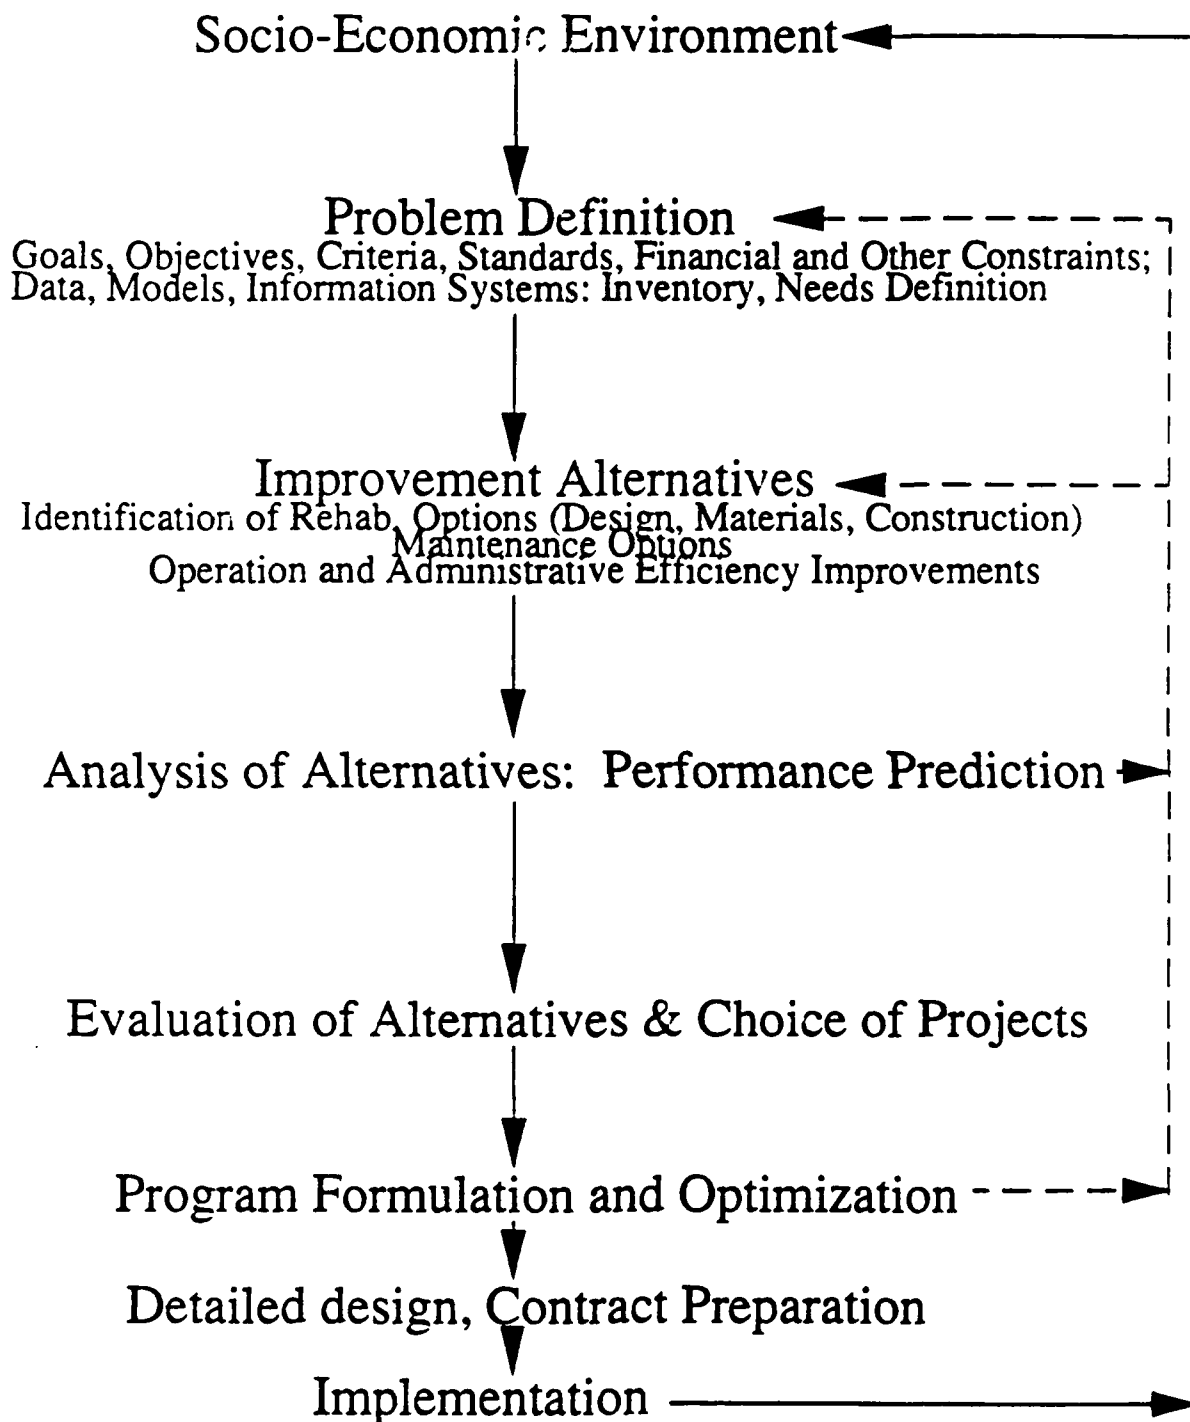 Socio-Economic Environment
Problem Definition
Goals, Objectives, Criteria, Standards, Financial and Other Constraints;
Data, Models, Information Systems: Inventory, Needs Definition
Improvement Alternatives
Identification of Rehab. Options (Design, Materials, Construction)
Maintenance Options
Operation and Administrative Efficiency Improvements
Analysis of Alternatives: Performance Prediction
Evaluation of Alternatives & Choice of Projects
Program Formulation and Optimization
Detailed design, Contract Preparation
Implementation